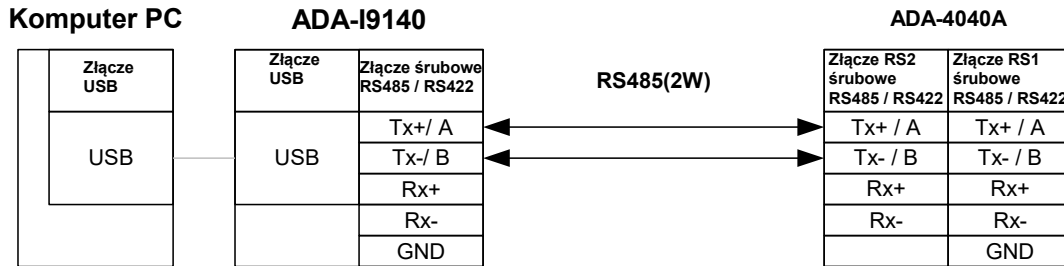 Komputer PC
ADA-I9140
ADA-4040A
Złącze
USB
Złącze
USB
Złącze śrubowe
RS485 / RS422
RS485(2W)
Złącze RS2
śrubowe
RS485 / RS422
Złącze RS1
śrubowe
RS485 / RS422
USB
USB
Tx+/ A
Tx-/ B
Rx+
Rx-
GND
Tx+ / A
Tx- / B
Rx+
Rx-
Tx+ / A
Tx- / B
Rx+
Rx-
GND